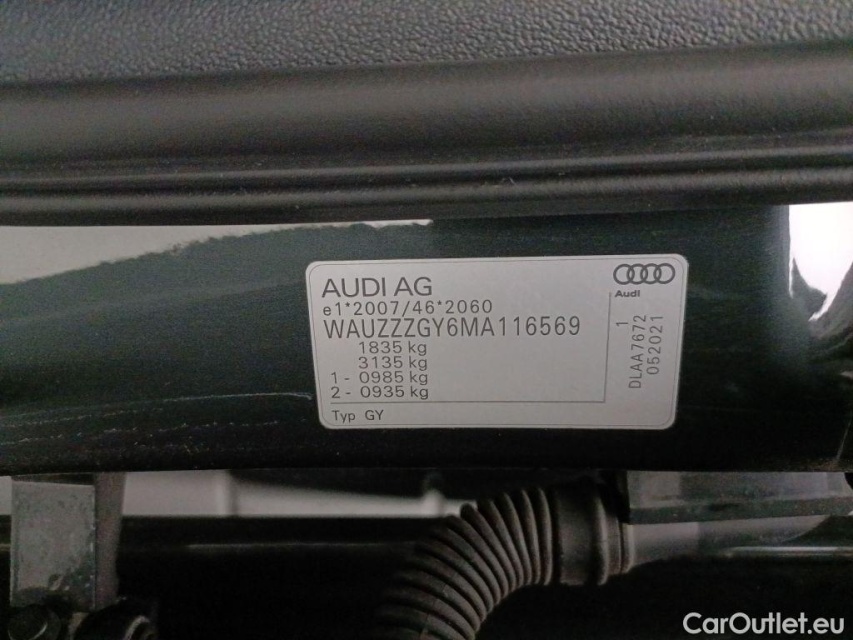 AUDI AG
e1*2007/46*2060
WAUZZZGY6MA116569
1835 kg
3135 kg
1 - 0985 kg
2 - 0935 kg
Typ GY
Audi
1
DLAA7672
052021
CarOutlet.eu